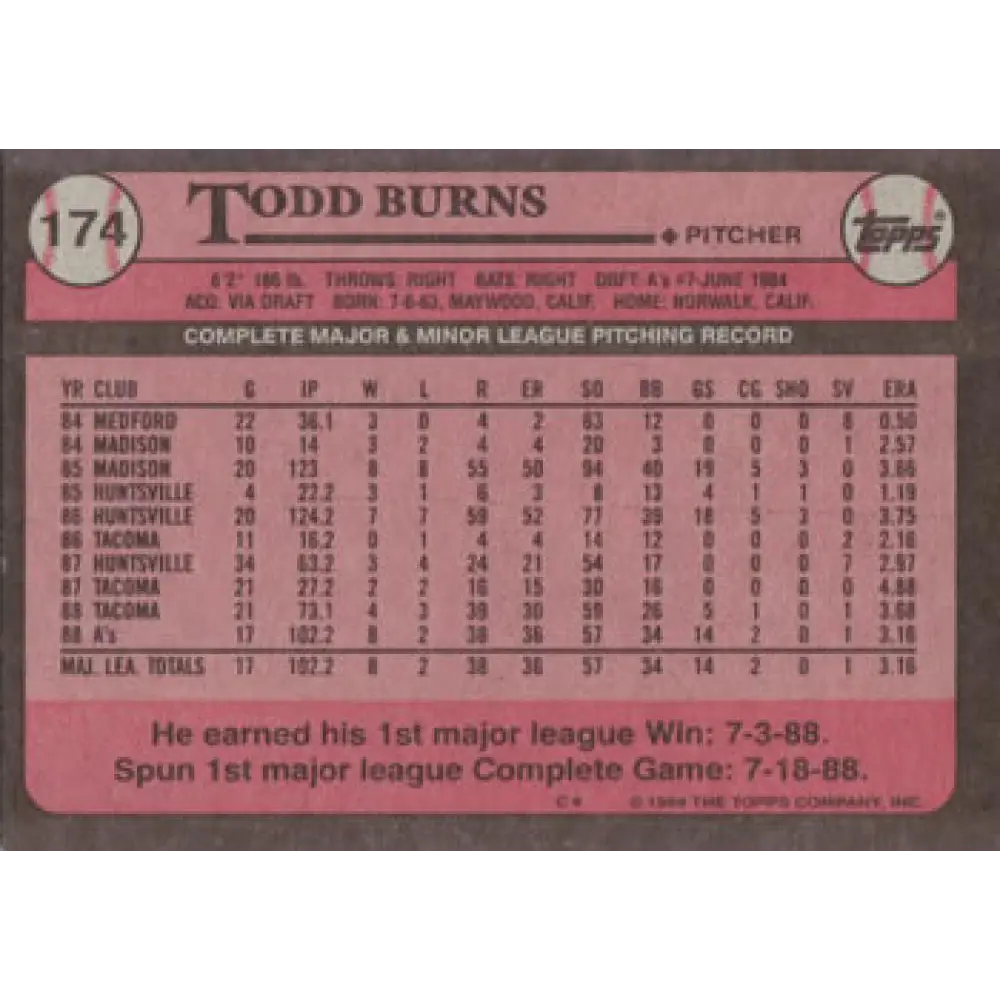 174
TODD BURNS
PITCHER
TOPPS®
6'2" 186 lb. THROWS: RIGHT BATS: RIGHT DRFT: A's #7-JUNE 1984
ACQ: VIA DRAFT BORN: 7-6-63, MAYWOOD, CALIF. HOME: NORWALK, CALIF.
COMPLETE MAJOR & MINOR LEAGUE PITCHING RECORD
YR CLUB G IP W L R ER SO BB GS CG SHO SV ERA
84 MEDFORD 22 36.1 3 0 4 2 63 12 0 0 0 8 0.50
84 MADISON 10 14 3 2 4 4 20 3 0 0 0 1 2.57
85 MADISON 20 123 8 8 55 50 94 40 19 5 3 0 3.66
85 HUNTSVILLE 4 22.2 3 1 6 3 8 13 4 1 1 0 1.19
86 HUNTSVILLE 20 124.2 7 7 59 52 77 39 18 5 3 0 3.75
86 TACOMA 11 16.2 0 1 4 4 14 12 0 0 0 2 2.16
87 HUNTSVILLE 34 63.2 3 4 24 21 54 17 0 0 0 7 2.97
87 TACOMA 21 27.2 2 2 16 15 30 16 0 0 0 0 4.88
88 TACOMA 21 73.1 4 3 39 30 59 26 5 1 0 1 3.68
88 A's 17 102.2 8 2 38 36 57 34 14 2 0 1 3.16
MAJ. LEA. TOTALS 17 102.2 8 2 38 36 57 34 14 2 0 1 3.16
He earned his 1st major league Win: 7-3-88.
Spun 1st major league Complete Game: 7-18-88.
© 1989 THE TOPPS COMPANY, INC.